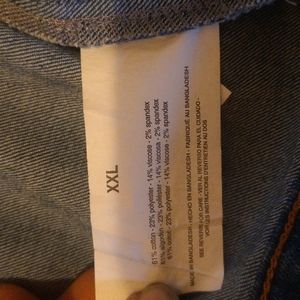 XXL
61% cotton - 23% polyester - 14% viscose - 2% spandex
61% algodón - 23% poliéster - 14% viscosa - 2% spandex
61% coton - 23% polyester - 14% viscose - 2% spandex
MADE IN BANGLADESH - HECHO EN BANGLADESH - FABRIQUÉ AU BANGLADESH
SEE REVERSE FOR CARE - VER AL REVERSO PARA EL CUIDADO -
VOIR LES INSTRUCTIONS D'ENTRETIEN AU DOS